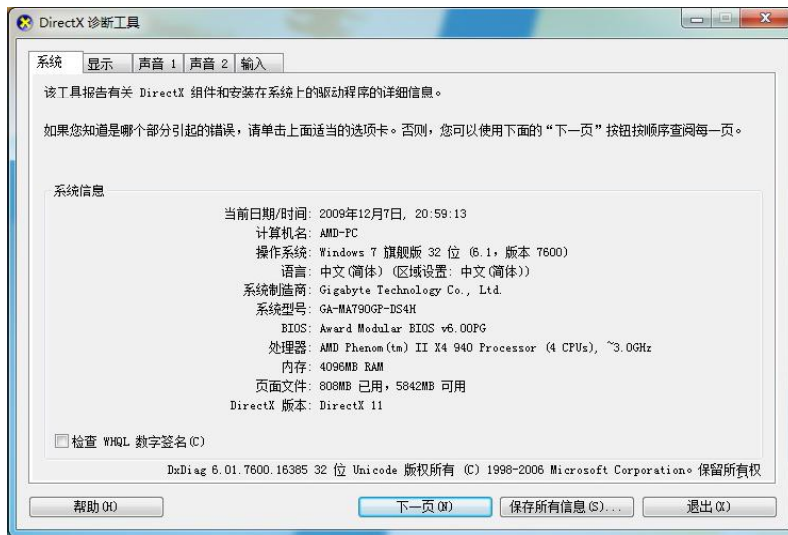 DirectX 诊断工具
系统 显示 声音 1 声音 2 输入
该工具报告有关 DirectX 组件和安装在系统上的驱动程序的详细信息。
如果您知道是哪个部分引起的错误，请单击上面适当的选项卡。否则，您可以使用下面的“下一页”按钮按顺序查阅每一页。
系统信息
当前日期/时间: 2009年12月7日, 20:59:13
计算机名: AMD-PC
操作系统: Windows 7 旗舰版 32 位 (6.1，版本 7600)
语言: 中文(简体) (区域设置: 中文(简体))
系统制造商: Gigabyte Technology Co., Ltd.
系统型号: GA-MA790GP-DS4H
BIOS: Award Modular BIOS v6.00PG
处理器: AMD Phenom(tm) II X4 940 Processor (4 CPUs), ~3.0GHz
内存: 4096MB RAM
页面文件: 808MB 已用，5842MB 可用
DirectX 版本: DirectX 11
检查 WHQL 数字签名(C)
DxDiag 6.01.7600.16385 32 位 Unicode 版权所有 (C) 1998-2006 Microsoft Corporation。保留所有权
帮助(H) 下一页(N) 保存所有信息(S)... 退出(X)